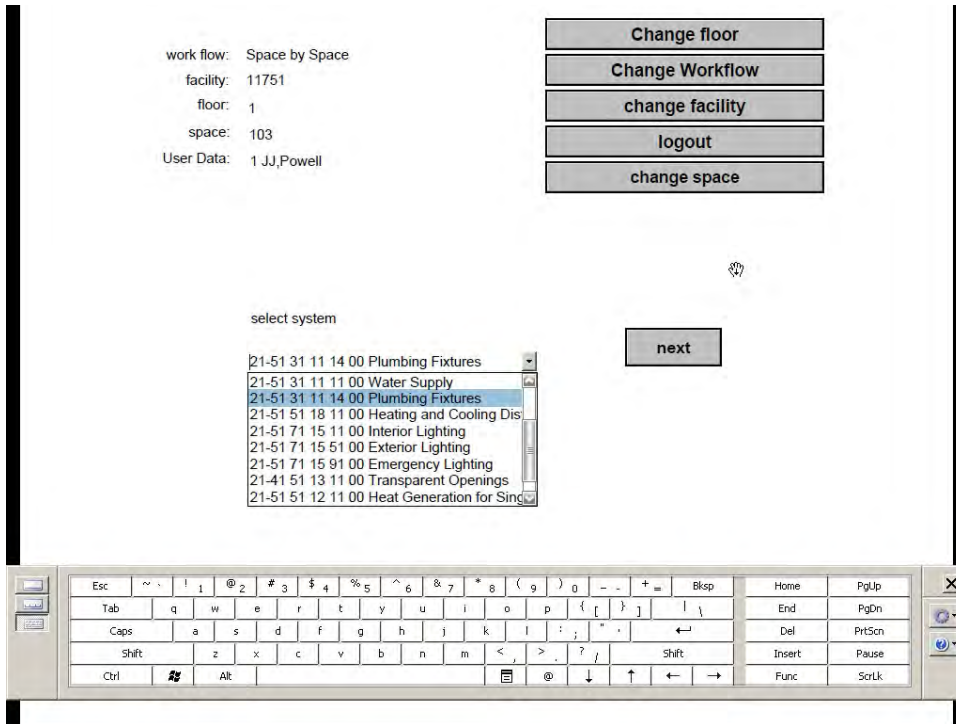 work flow: Space by Space
facility: 11751
floor: 1
space: 103
User Data: 1 JJ,Powell
Change floor
Change Workflow
change facility
logout
change space
select system
21-51 31 11 14 00 Plumbing Fixtures
21-51 31 11 11 00 Water Supply
21-51 31 11 14 00 Plumbing Fixtures
21-51 51 18 11 00 Heating and Cooling Dis
21-51 71 15 11 00 Interior Lighting
21-51 71 15 51 00 Exterior Lighting
21-51 71 15 91 00 Emergency Lighting
21-41 51 13 11 00 Transparent Openings
21-51 51 12 11 00 Heat Generation for Sing
next
Esc ~ ` ! 1 @ 2 # 3 $ 4 % 5 ^ 6 & 7 * 8 ( 9 ) 0 _ - + = Bksp Home PgUp
Tab q w e r t y u i o p { [ } ] | \ End PgDn
Caps a s d f g h j k l : ; " ' Del PrtScn
Shift z x c v b n m < , > . ? / Shift Insert Pause
Ctrl Alt @ ↓ ↑ ← → Func ScrLk